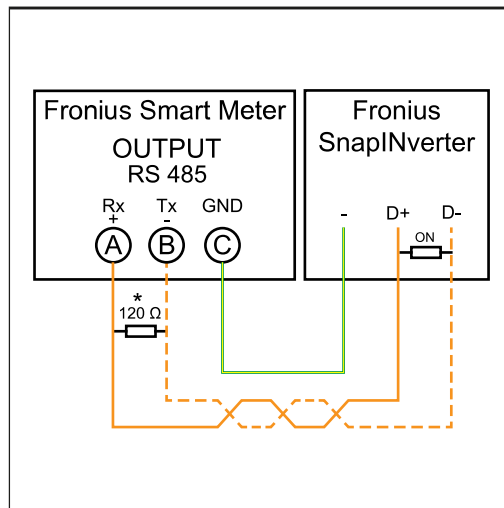 Fronius Smart Meter
OUTPUT
RS 485
Rx Tx GND
+ -
A B C
*
120 Ω
Fronius
SnapINverter
- D+ D-
ON